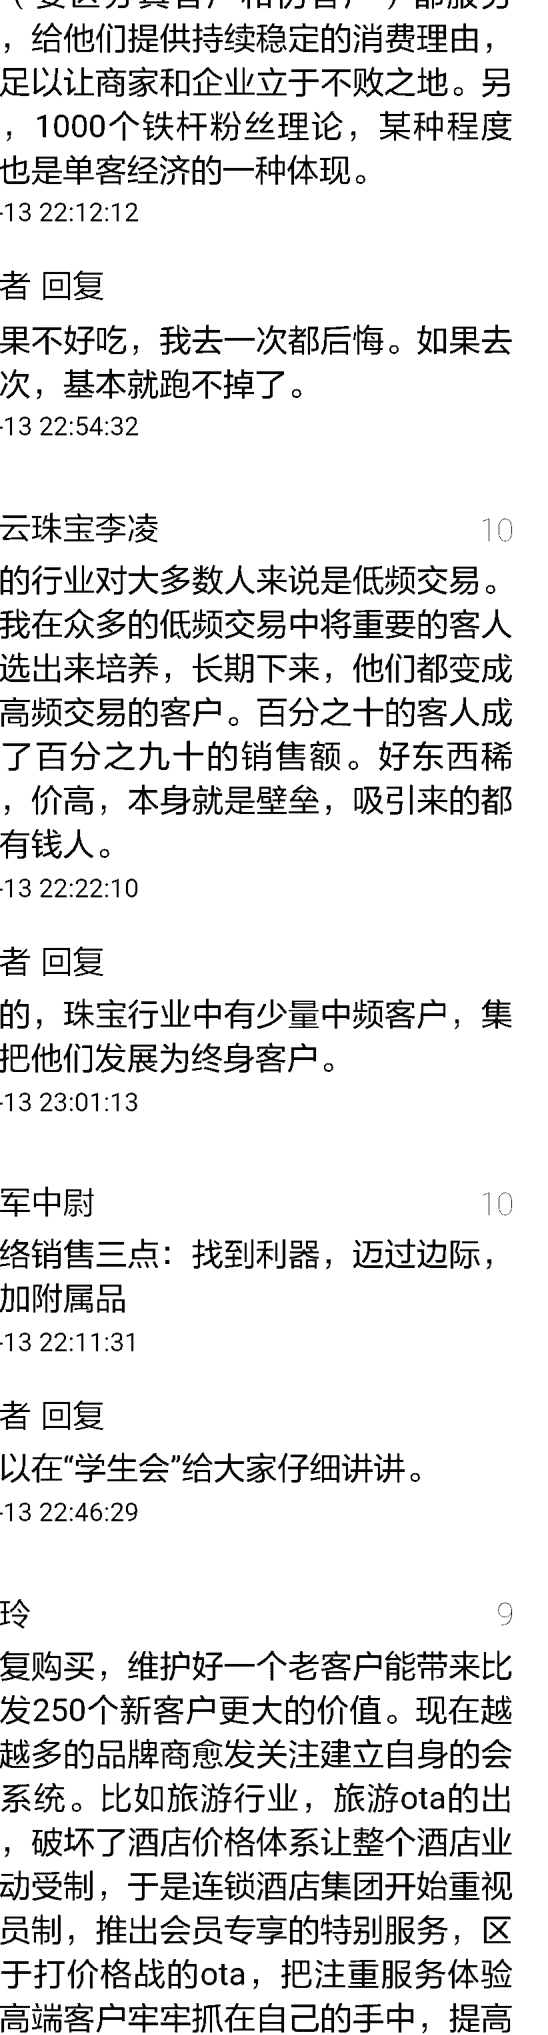 ，给他们提供持续稳定的消费理由，
足以让商家和企业立于不败之地。另
，1000个铁杆粉丝理论，某种程度
也是单客经济的一种体现。
-13 22:12:12
者 回复
果不好吃，我去一次都后悔。如果去
次，基本就跑不掉了。
-13 22:54:32
云珠宝李凌 10
的行业对大多数人来说是低频交易。
我在众多的低频交易中将重要的客人
选出来培养，长期下来，他们都变成
高频交易的客户。百分之十的客人成
了百分之九十的销售额。好东西稀
，价高，本身就是壁垒，吸引来的都
有钱人。
-13 22:22:10
者 回复
的，珠宝行业中有少量中频客户，集
把他们发展为终身客户。
-13 23:01:13
军中尉 10
络销售三点：找到利器，迈过边际，
加附属品
-13 22:11:31
者 回复
以在“学生会”给大家仔细讲讲。
-13 22:46:29
玲 9
复购买，维护好一个老客户能带来比
发250个新客户更大的价值。现在越
越多的品牌商愈发关注建立自身的会
系统。比如旅游行业，旅游ota的出
，破坏了酒店价格体系让整个酒店业
动受制，于是连锁酒店集团开始重视
员制，推出会员专享的特别服务，区
于打价格战的ota，把注重服务体验
高端客户牢牢抓在自己的手中，提高